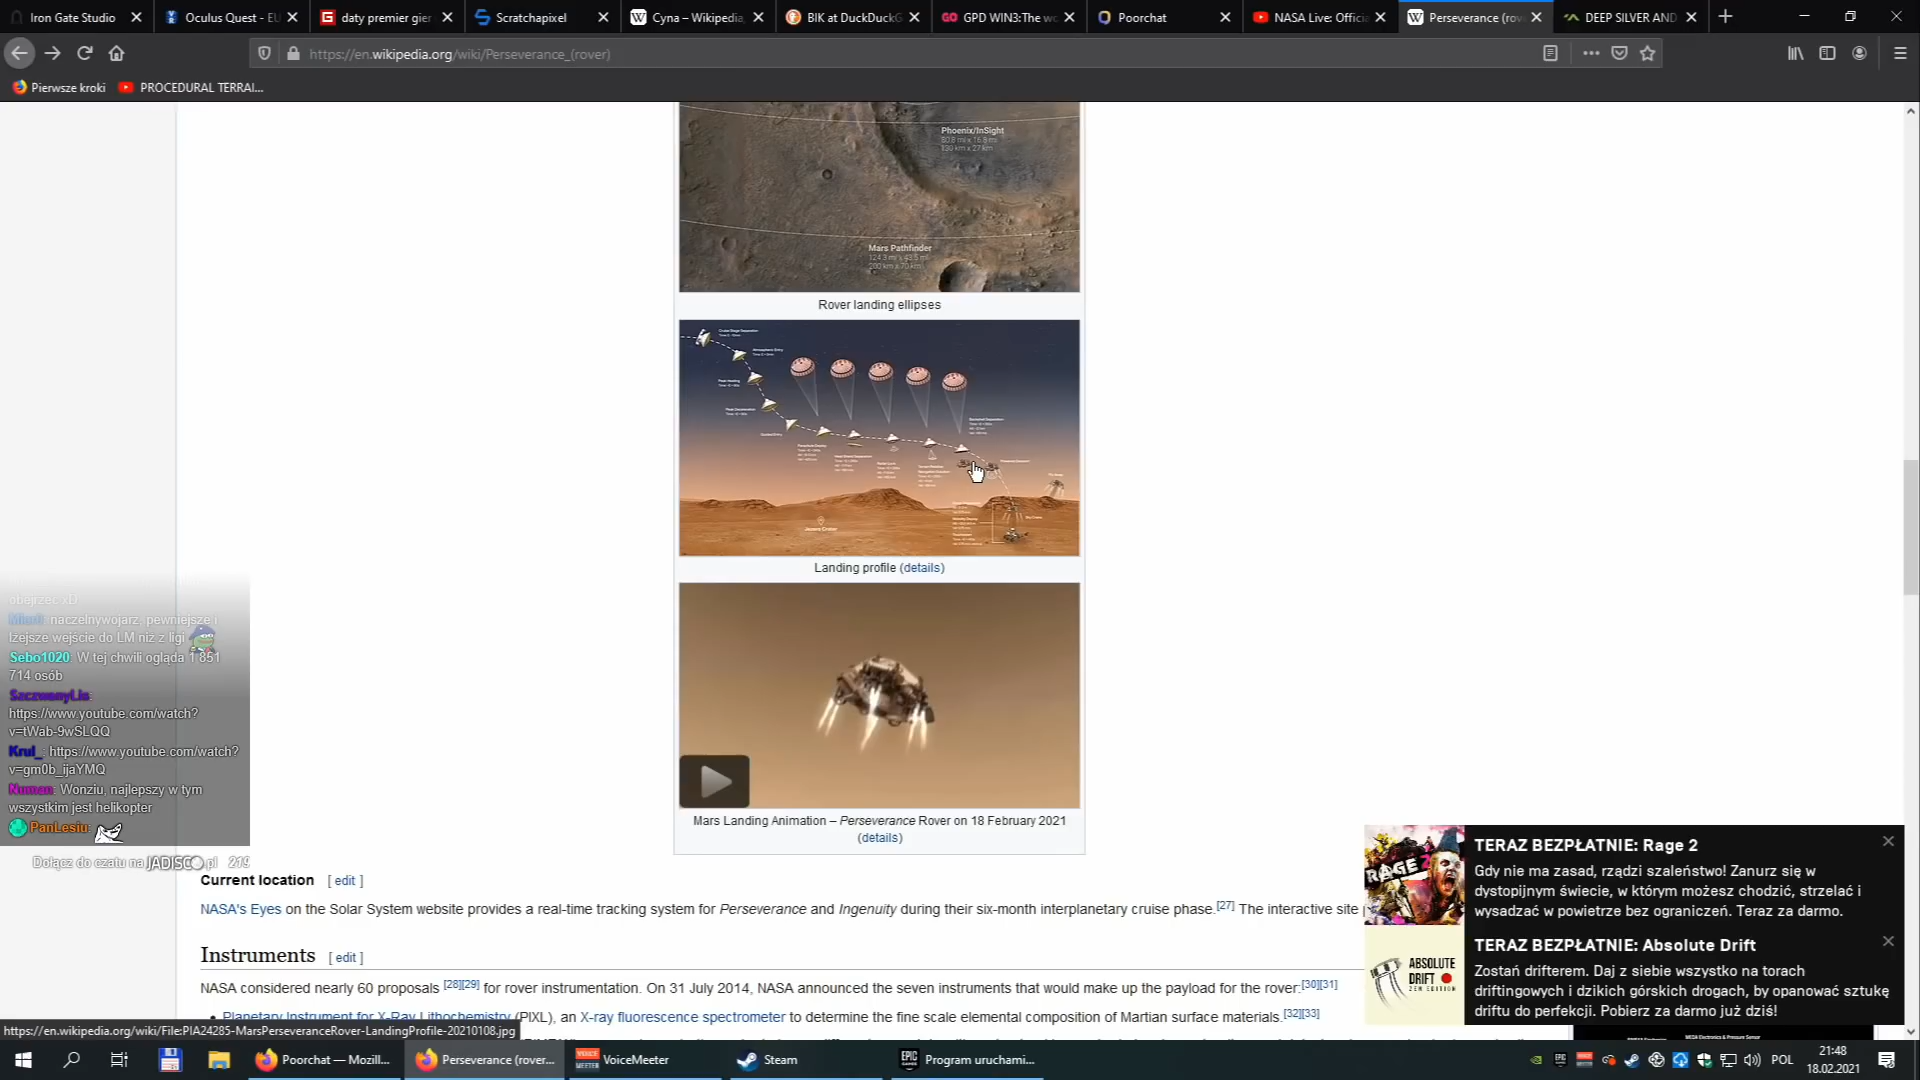 Iron Gate Studio
Oculus Quest - EU
daty premier gier
Scratchapixel
Cyna – Wikipedia,
BIK at DuckDuckG
GPD WIN3:The wo
Poorchat
NASA Live: Officia
Perseverance (rov
DEEP SILVER AND
https://en.wikipedia.org/wiki/Perseverance_(rover)
Pierwsze kroki
PROCEDURAL TERRAI...
Phoenix/InSight
Mars Pathfinder
Rover landing ellipses
Jezero Crater
Landing profile (details)
Mars Landing Animation – Perseverance Rover on 18 February 2021
(details)
obejrzeć xD
naczelnywojarz, pewniejsze i
lżejsze wejście do LM niż z ligi
Sebo1020: W tej chwili ogląda 1 851
714 osób
SzczwanyLis:
https://www.youtube.com/watch?
v=tWab-9wSLQQ
Krul_: https://www.youtube.com/watch?
v=gm0b_ijaYMQ
Numan: Wonziu, najlepszy w tym
wszystkim jest helikopter
PanLesiu:
Dołącz do czatu na JADISCO.pl 219
Current location [ edit ]
NASA's Eyes on the Solar System website provides a real-time tracking system for Perseverance and Ingenuity during their six-month interplanetary cruise phase.[27] The interactive site
Instruments [ edit ]
NASA considered nearly 60 proposals [28][29] for rover instrumentation. On 31 July 2014, NASA announced the seven instruments that would make up the payload for the rover:[30][31]
Planetary Instrument for X-Ray Lithochemistry (PIXL), an X-ray fluorescence spectrometer to determine the fine scale elemental composition of Martian surface materials.[32][33]
https://en.wikipedia.org/wiki/File:PIA24285-MarsPerseveranceRover-LandingProfile-20210108.jpg
RAGE 2
TERAZ BEZPŁATNIE: Rage 2
Gdy nie ma zasad, rządzi szaleństwo! Zanurz się w
dystopijnym świecie, w którym możesz chodzić, strzelać i
wysadzać w powietrze bez ograniczeń. Teraz za darmo.
ABSOLUTE
DRIFT
ZEN EDITION
TERAZ BEZPŁATNIE: Absolute Drift
Zostań drifterem. Daj z siebie wszystko na torach
driftingowych i dzikich górskich drogach, by opanować sztukę
driftu do perfekcji. Pobierz za darmo już dziś!
Poorchat — Mozill...
Perseverance (rover...
VoiceMeeter
Steam
Program uruchami...
POL
21:48
18.02.2021